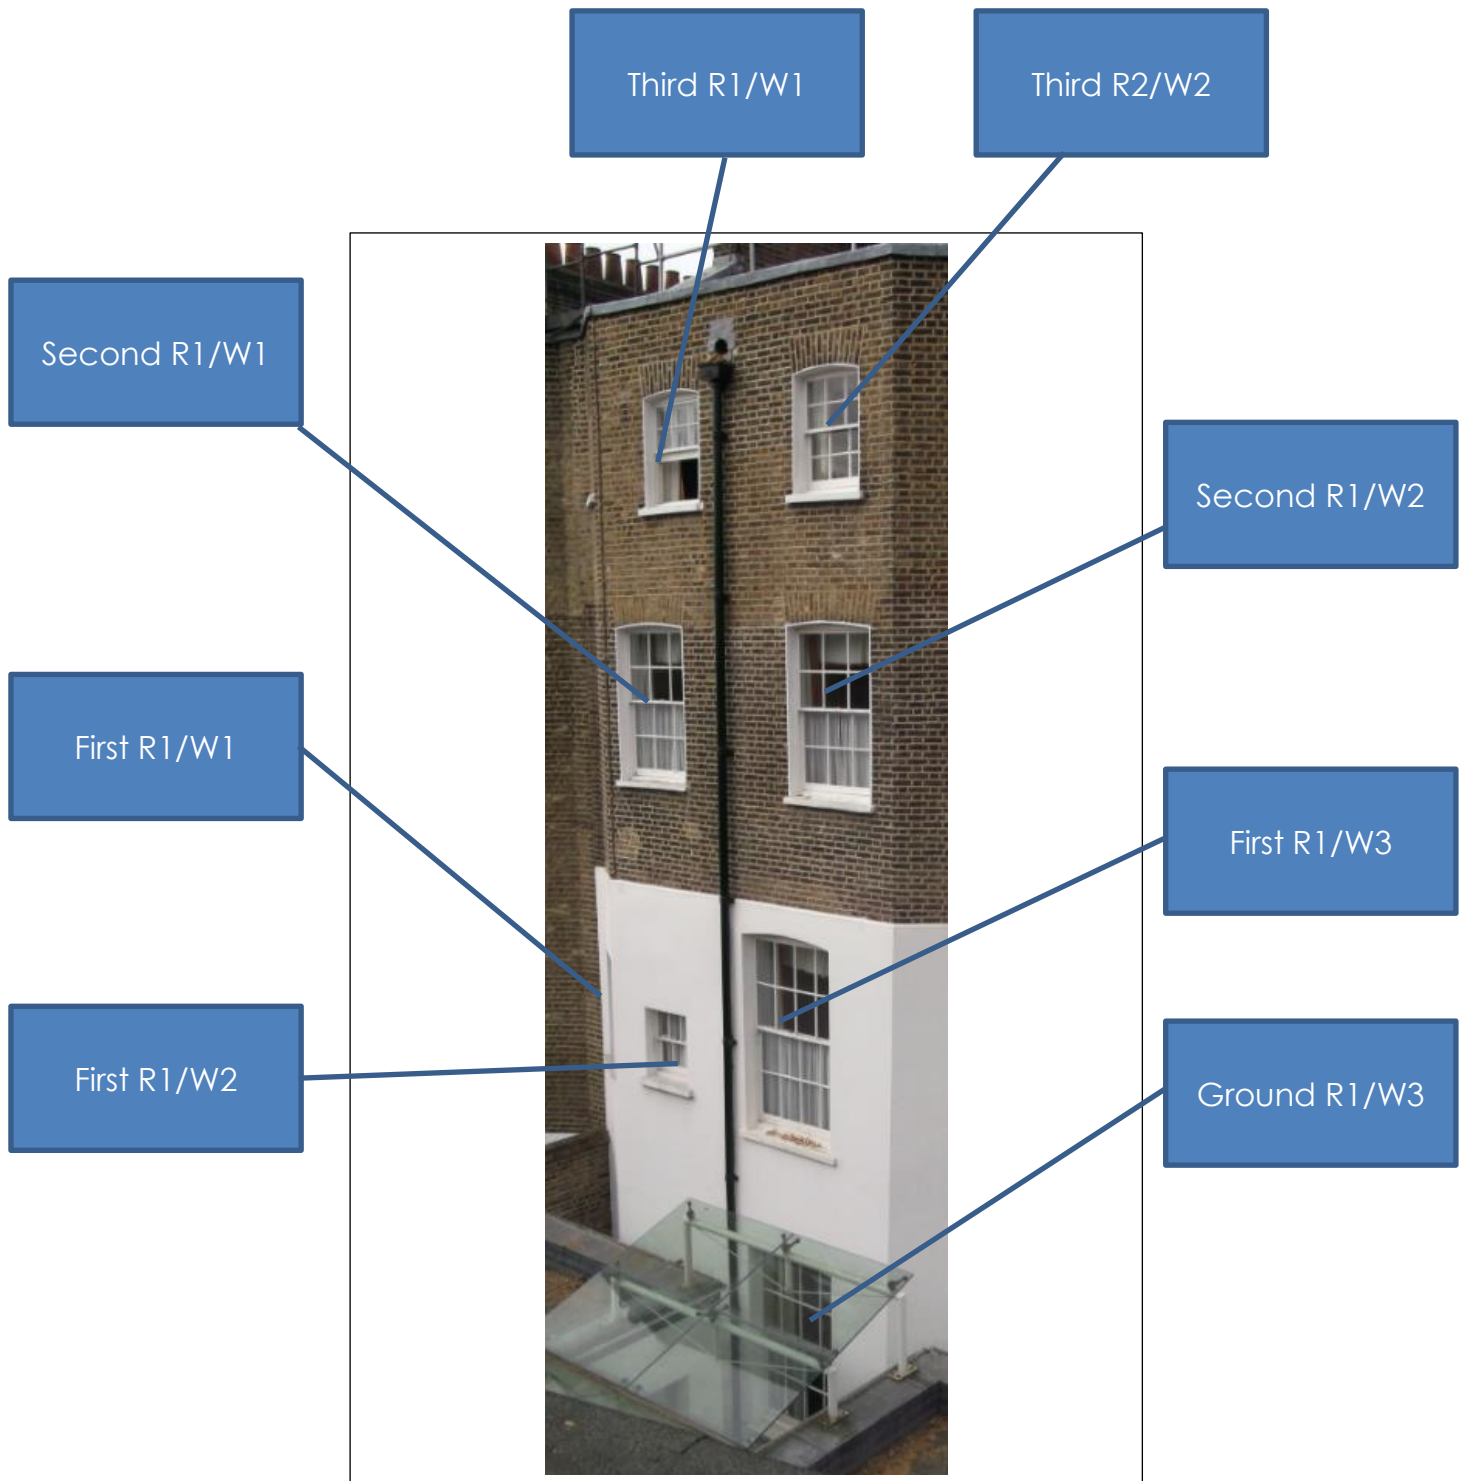 Third R1/W1
Third R2/W2
Second R1/W1
Second R1/W2
First R1/W1
First R1/W3
First R1/W2
Ground R1/W3